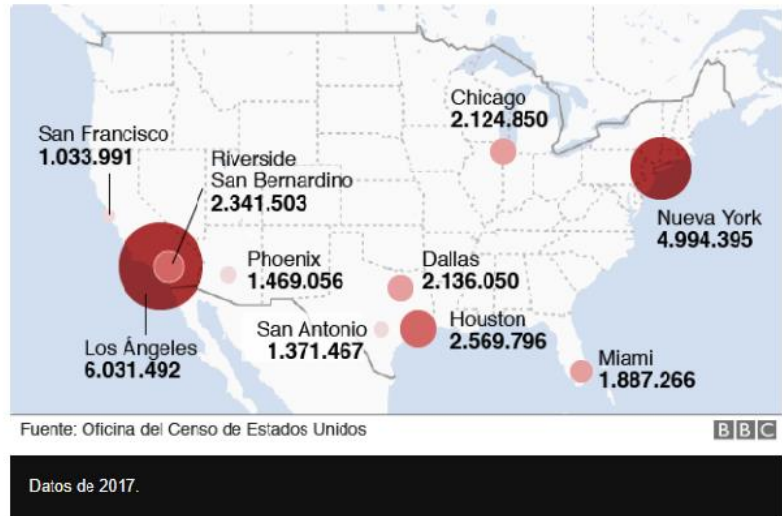 Chicago
2.124.850
San Francisco
1.033.991
Riverside
San Bernardino
2.341.503
Nueva York
4.994.395
Phoenix
1.469.056
Dallas
2.136.050
San Antonio
1.371.467
Houston
2.569.796
Los Ángeles
6.031.492
Miami
1.887.266
Fuente: Oficina del Censo de Estados Unidos
BBC
Datos de 2017.